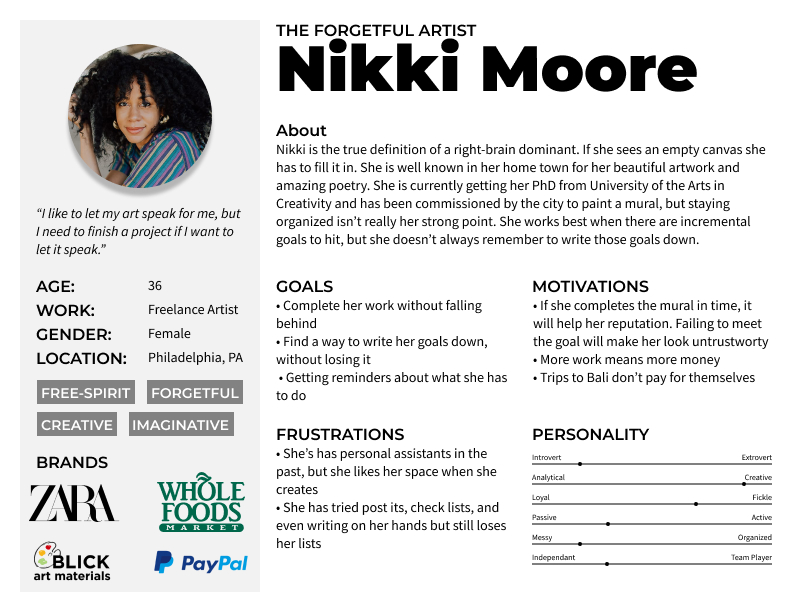 THE FORGETFUL ARTIST
Nikki Moore
“I like to let my art speak for me, but
I need to finish a project if I want to
let it speak.”
AGE: 36
WORK: Freelance Artist
GENDER: Female
LOCATION: Philadelphia, PA
FREE-SPIRIT FORGETFUL
CREATIVE IMAGINATIVE
BRANDS
ZARA
WHOLE
FOODS
MARKET
BLICK
art materials
PayPal
About
Nikki is the true definition of a right-brain dominant. If she sees an empty canvas she
has to fill it in. She is well known in her home town for her beautiful artwork and
amazing poetry. She is currently getting her PhD from University of the Arts in
Creativity and has been commissioned by the city to paint a mural, but staying
organized isn’t really her strong point. She works best when there are incremental
goals to hit, but she doesn’t always remember to write those goals down.
GOALS
• Complete her work without falling
behind
• Find a way to write her goals down,
without losing it
• Getting reminders about what she has
to do
MOTIVATIONS
• If she completes the mural in time, it
will help her reputation. Failing to meet
the goal will make her look untrustworty
• More work means more money
• Trips to Bali don’t pay for themselves
FRUSTRATIONS
• She’s has personal assistants in the
past, but she likes her space when she
creates
• She has tried post its, check lists, and
even writing on her hands but still loses
her lists
PERSONALITY
Introvert Extrovert
Analytical Creative
Loyal Fickle
Passive Active
Messy Organized
Independant Team Player